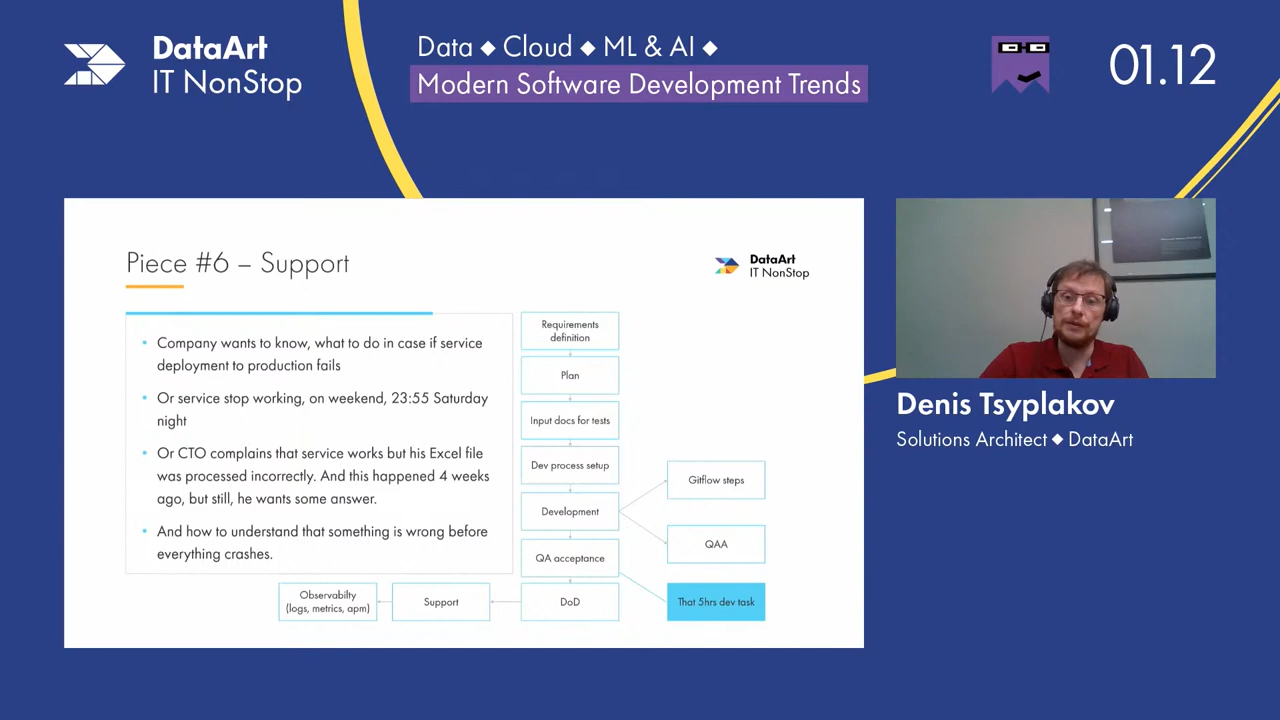 DataArt
IT NonStop
Data ◆ Cloud ◆ ML & AI ◆
Modern Software Development Trends
01.12
Piece #6 – Support
DataArt
IT NonStop
• Company wants to know, what to do in case if service
deployment to production fails
• Or service stop working, on weekend, 23:55 Saturday
night
• Or CTO complains that service works but his Excel file
was processed incorrectly. And this happened 4 weeks
ago, but still, he wants some answer.
• And how to understand that something is wrong before
everything crashes.
Requirements
definition
Plan
Input docs for tests
Dev process setup
Development
Gitflow steps
QAA
QA acceptance
Observabilty
(logs, metrics, apm)
Support
DoD
That 5hrs dev task
Denis Tsyplakov
Solutions Architect ◆ DataArt